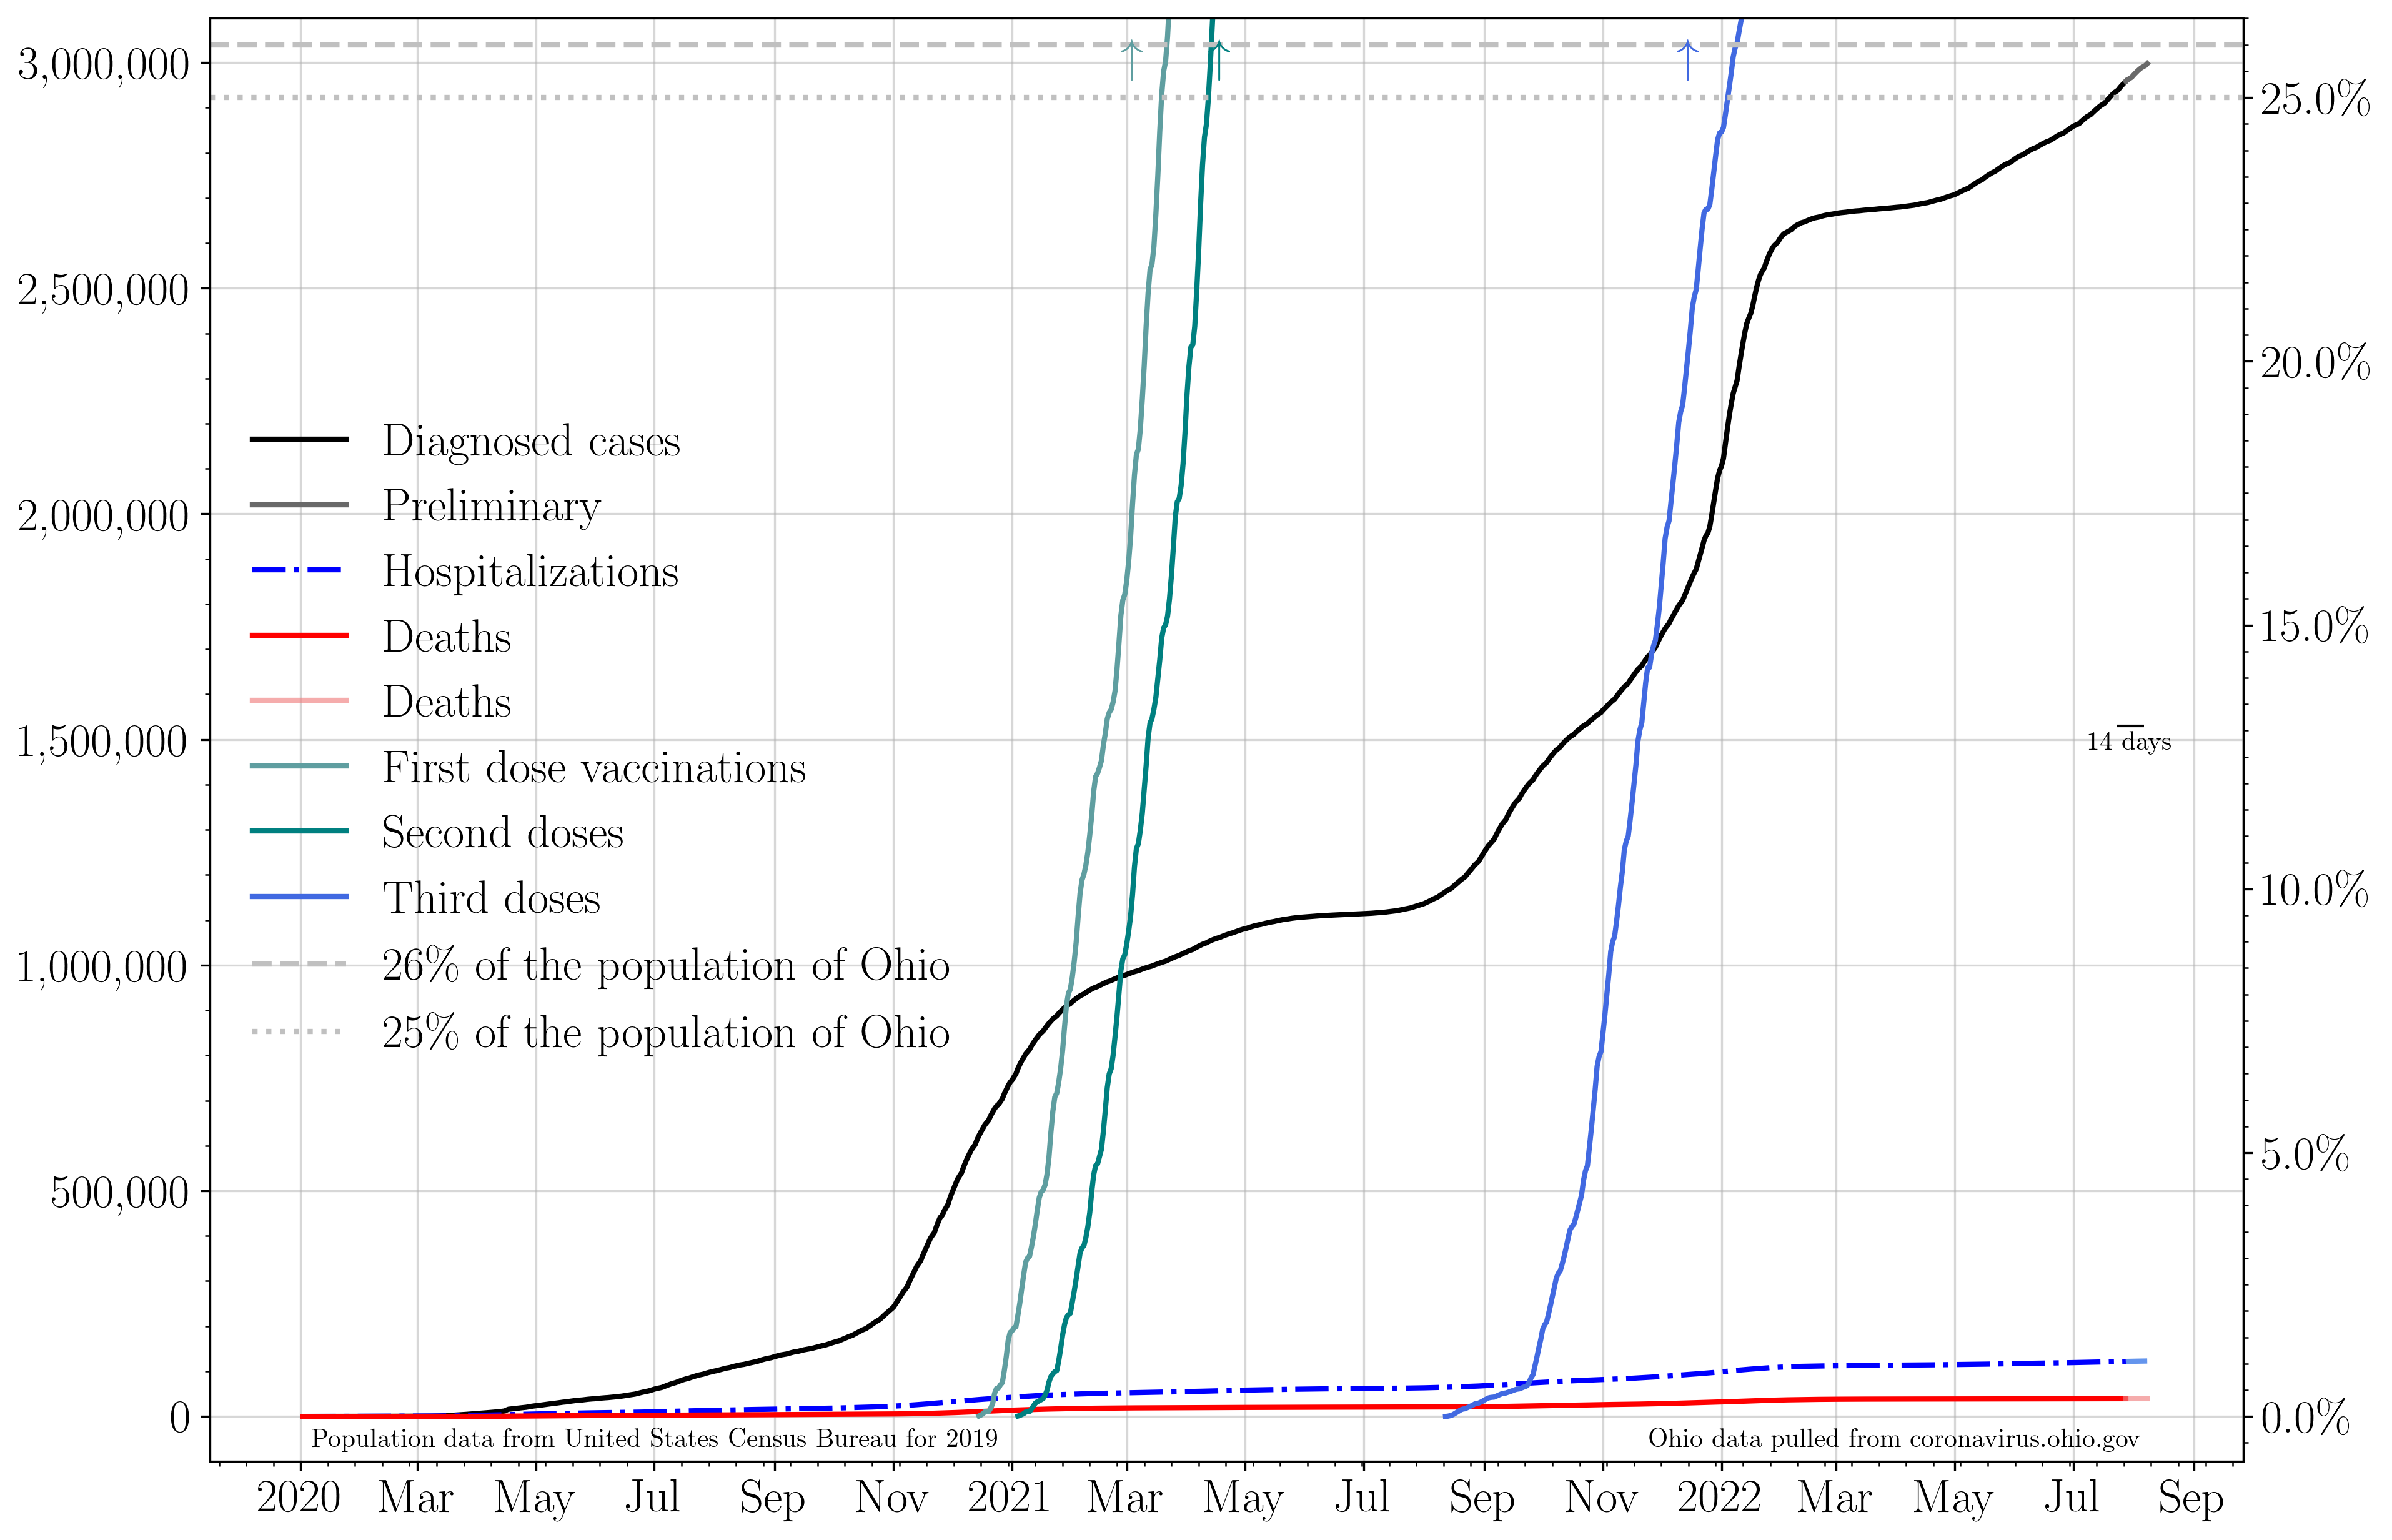 3,000,000
2,500,000
2,000,000
1,500,000
1,000,000
500,000
0
25.0%
20.0%
15.0%
10.0%
5.0%
0.0%
Diagnosed cases
Preliminary
Hospitalizations
Deaths
Deaths
First dose vaccinations
Second doses
Third doses
26% of the population of Ohio
25% of the population of Ohio
14 days
Population data from United States Census Bureau for 2019
Ohio data pulled from coronavirus.ohio.gov
2020 Mar May Jul Sep Nov 2021 Mar May Jul Sep Nov 2022 Mar May Jul Sep